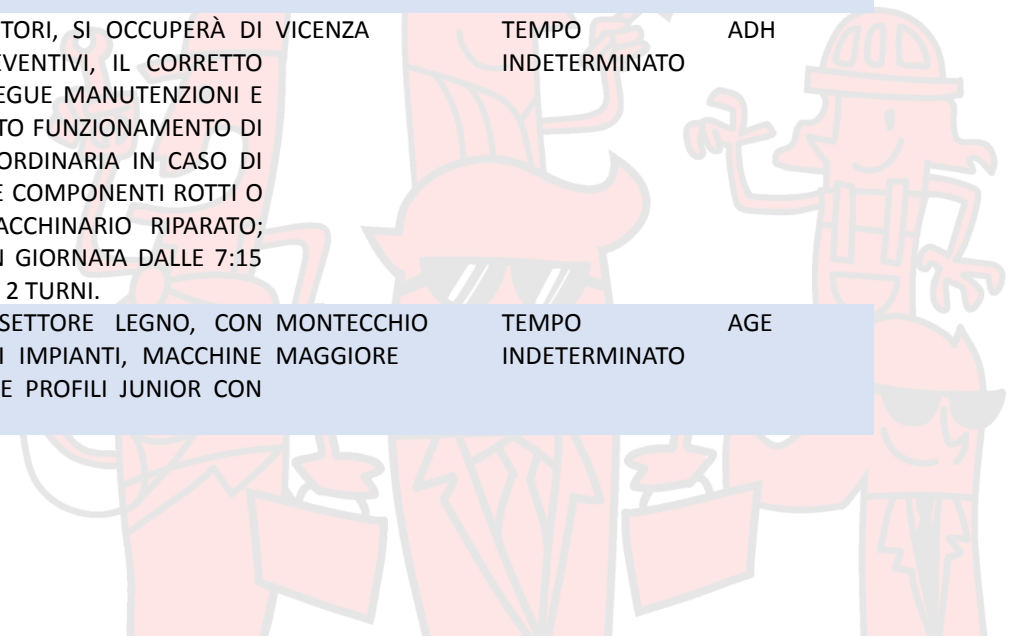 TORI, SI OCCUPERÀ DI VICENZA TEMPO ADH
EVENTIVI, IL CORRETTO INDETERMINATO
EGUE MANUTENZIONI E
TO FUNZIONAMENTO DI
ORDINARIA IN CASO DI
E COMPONENTI ROTTI O
ACCHINARIO RIPARATO;
N GIORNATA DALLE 7:15
2 TURNI.
SETTORE LEGNO, CON MONTECCHIO TEMPO AGE
I IMPIANTI, MACCHINE MAGGIORE INDETERMINATO
E PROFILI JUNIOR CON